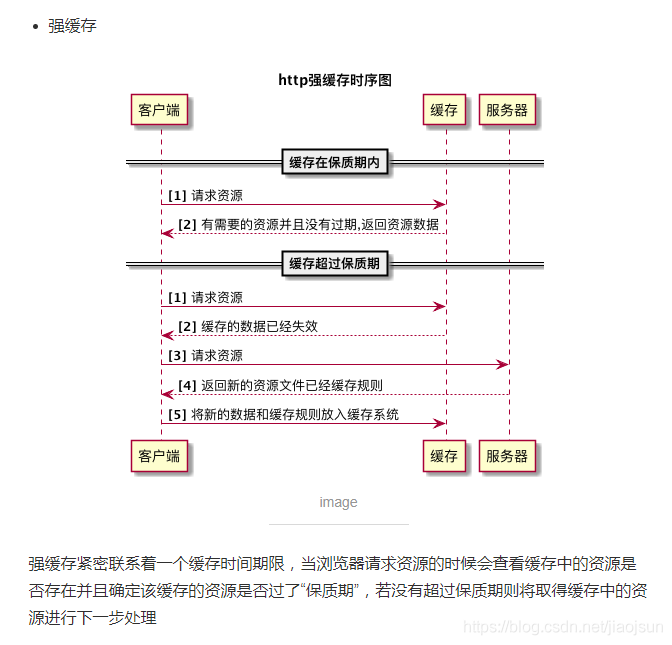 强缓存
http强缓存时序图
客户端 缓存 服务器
缓存在保质期内
[1] 请求资源
[2] 有需要的资源并且没有过期,返回资源数据
缓存超过保质期
[1] 请求资源
[2] 缓存的数据已经失效
[3] 请求资源
[4] 返回新的资源文件已经缓存规则
[5] 将新的数据和缓存规则放入缓存系统
客户端 缓存 服务器
image
强缓存紧密联系着一个缓存时间期限，当浏览器请求资源的时候会查看缓存中的资源是
否存在并且确定该缓存的资源是否过了“保质期”，若没有超过保质期则将取得缓存中的资
源进行下一步处理
https://blog.csdn.net/jiaojsun